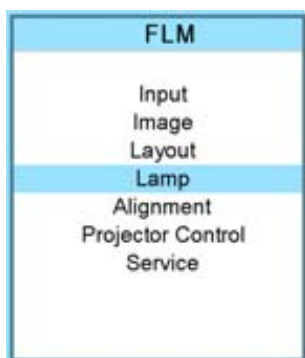 FLM
Input
Image
Layout
Lamp
Alignment
Projector Control
Service